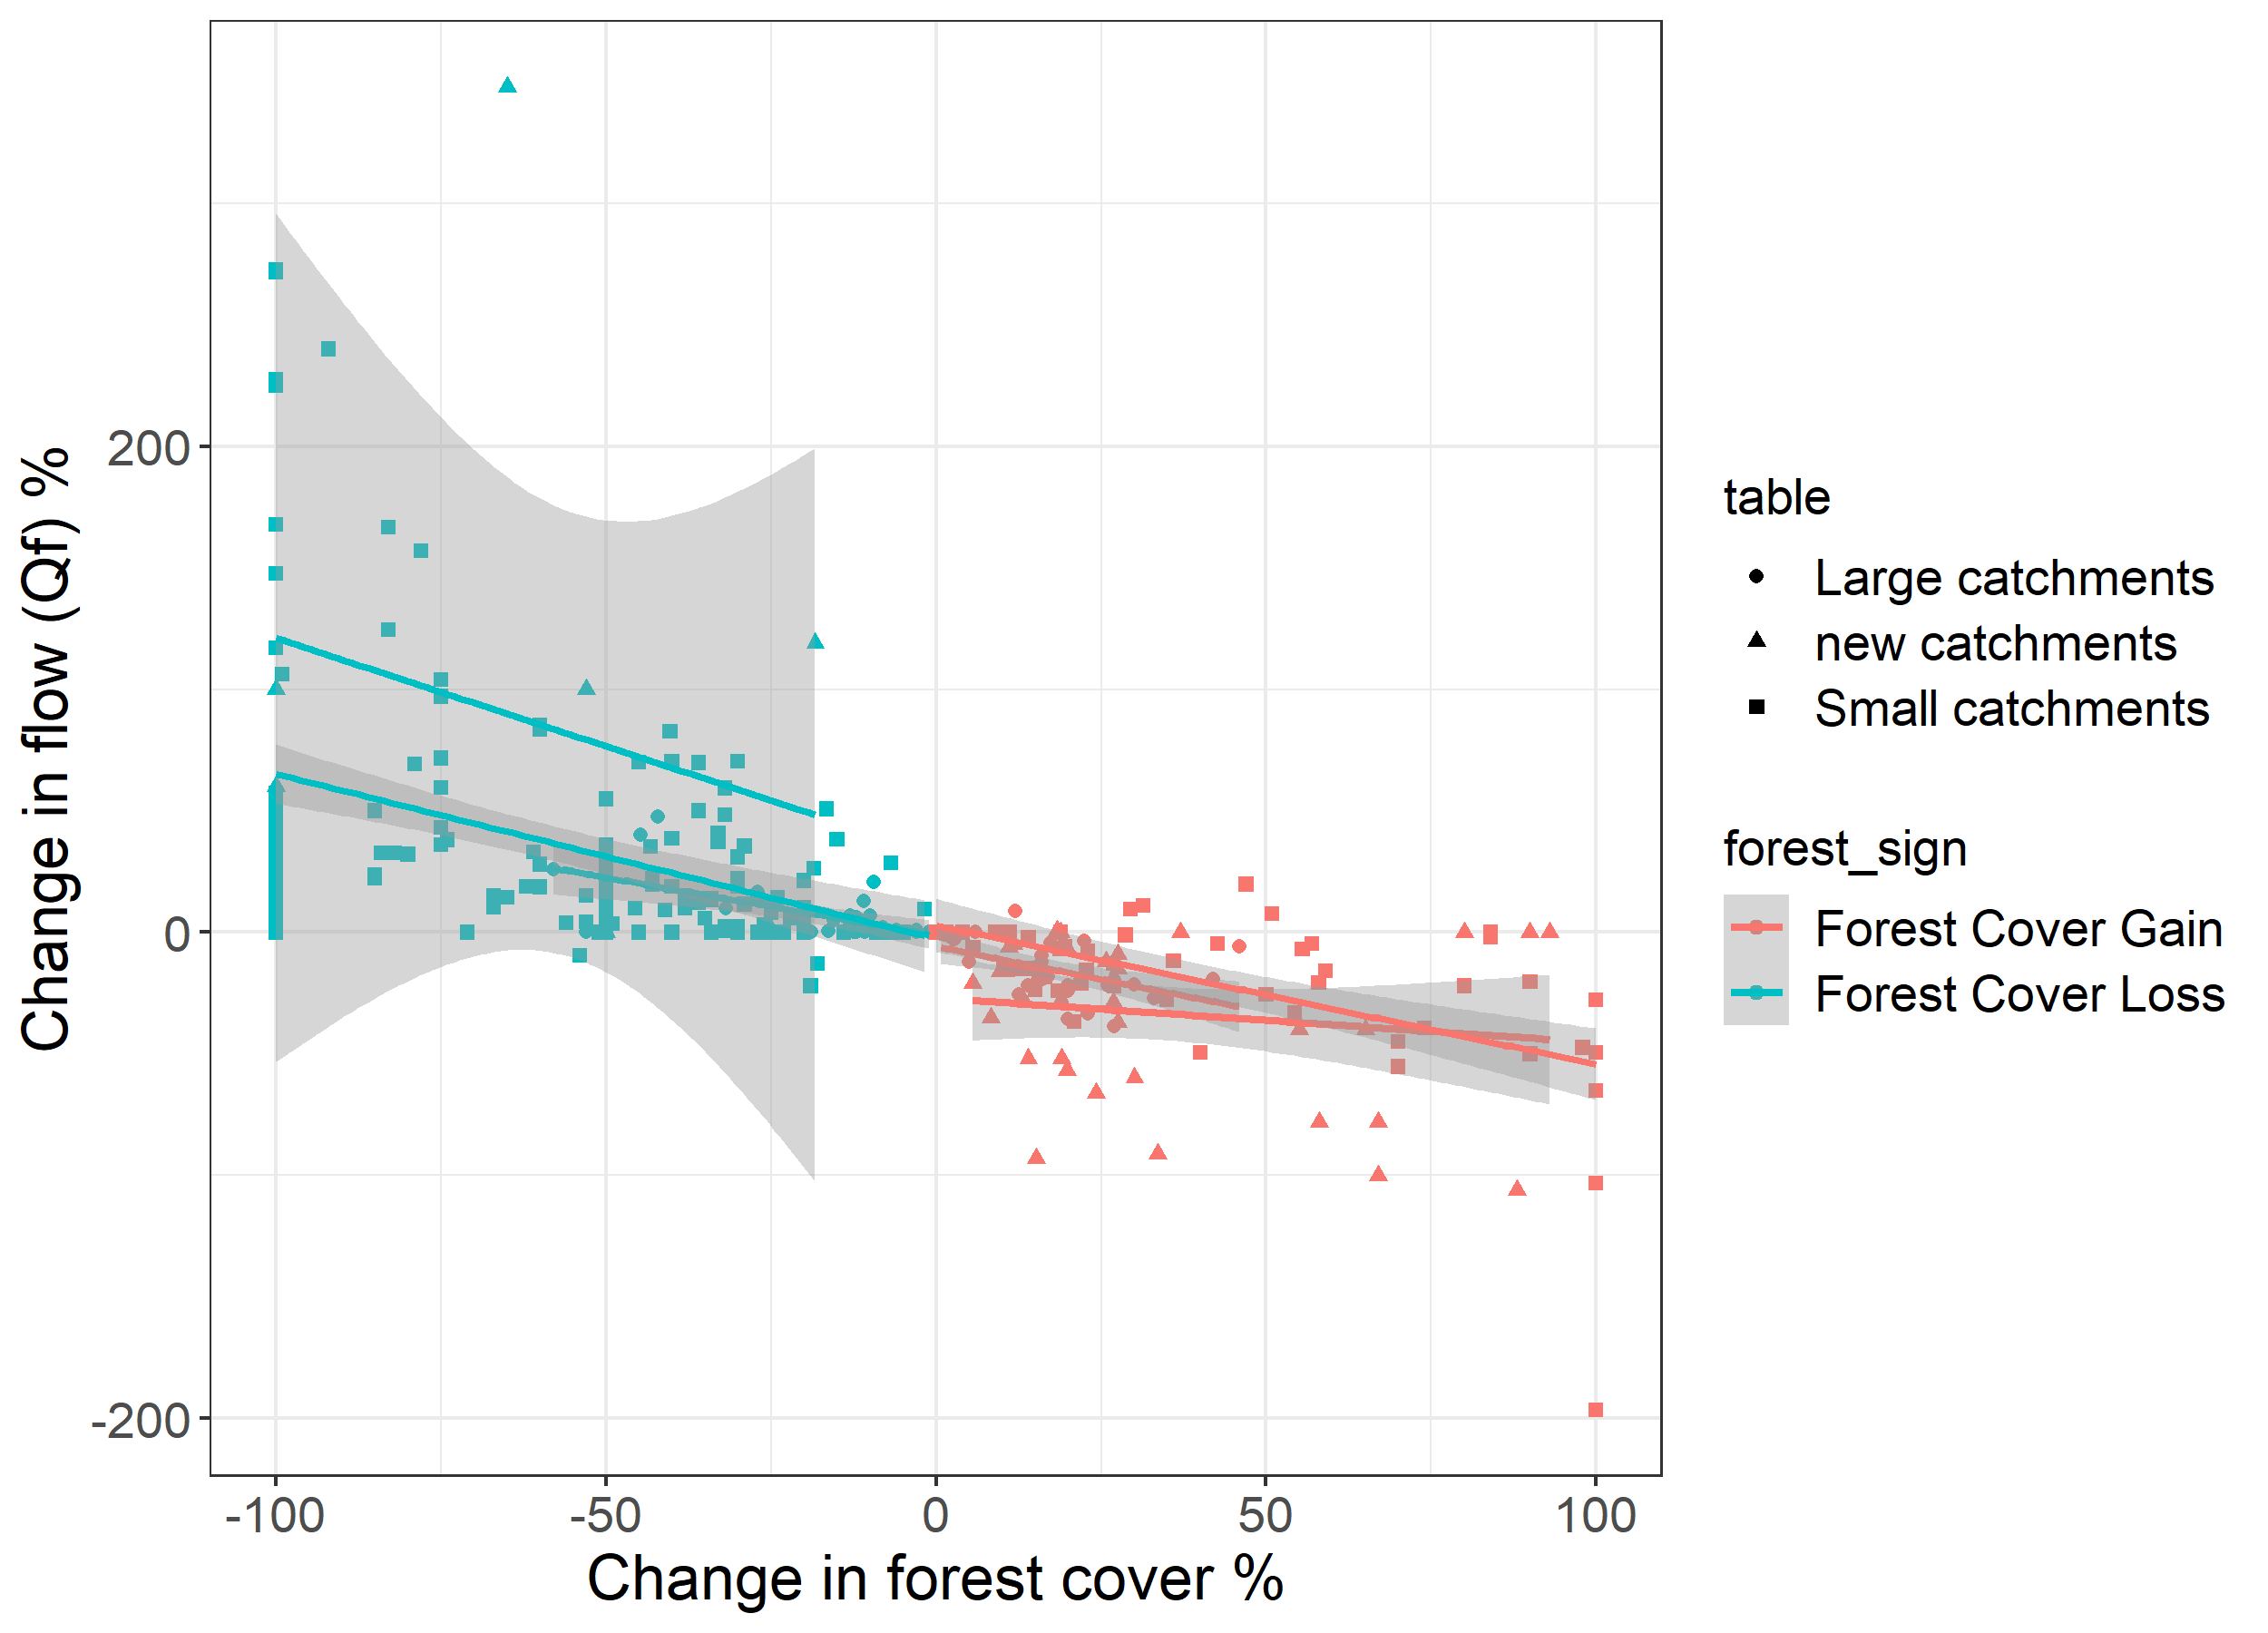 Change in flow (Qf) %
200
0
-200
-100
-50
0
50
100
Change in forest cover %
table
Large catchments
new catchments
Small catchments
forest_sign
Forest Cover Gain
Forest Cover Loss